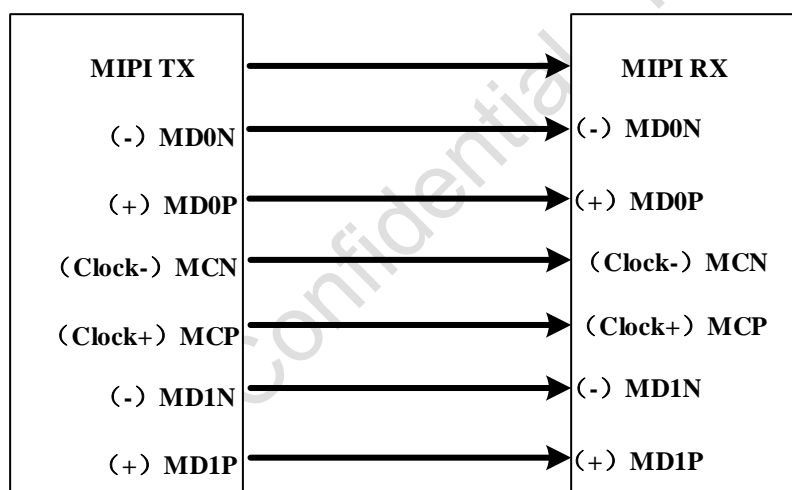 MIPI TX MIPI RX
（-）MD0N （-）MD0N
（+）MD0P （+）MD0P
（Clock-）MCN （Clock-）MCN
（Clock+）MCP （Clock+）MCP
（-）MD1N （-）MD1N
（+）MD1P （+）MD1P
Confidential